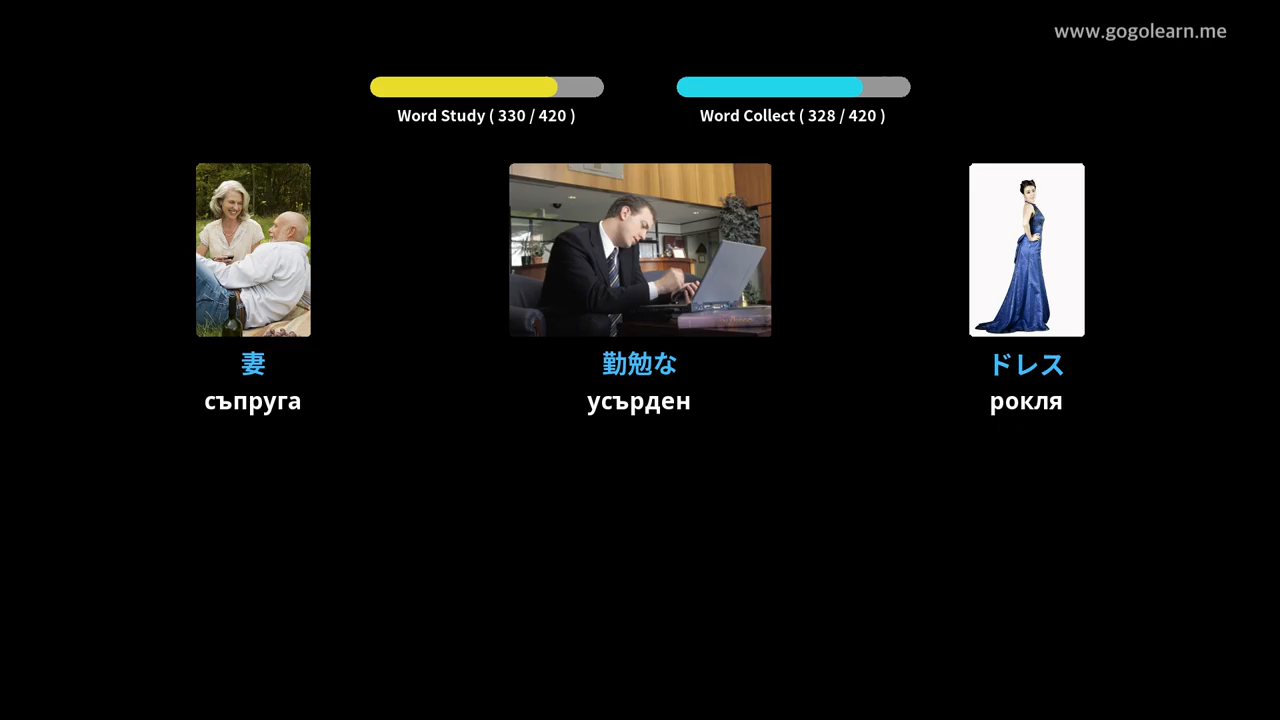 www.gogolearn.me
Word Study ( 330 / 420 )
Word Collect ( 328 / 420 )
妻
勤勉な
ドレス
съпруга
усърден
рокля